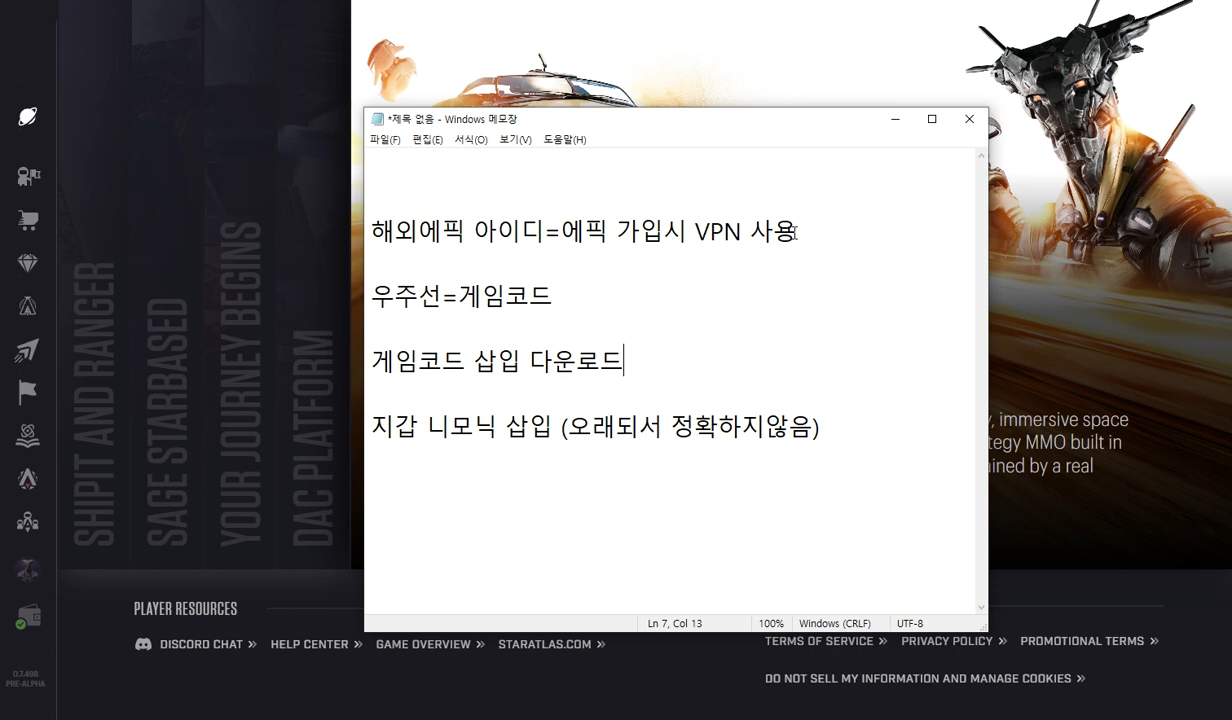 SHIPIT AND RANGER
SAGE STARBASED
YOUR JOURNEY BEGINS
DAC PLATFORM
*제목 없음 - Windows 메모장
파일(F) 편집(E) 서식(O) 보기(V) 도움말(H)
해외에픽 아이디=에픽 가입시 VPN 사용
우주선=게임코드
게임코드 삽입 다운로드
지갑 니모닉 삽입 (오래되서 정확하지않음)
Ln 7, Col 13 100% Windows (CRLF) UTF-8
y, immersive space
tegy MMO built in
ained by a real
PLAYER RESOURCES
DISCORD CHAT » HELP CENTER » GAME OVERVIEW » STARATLAS.COM »
TERMS OF SERVICE » PRIVACY POLICY » PROMOTIONAL TERMS »
DO NOT SELL MY INFORMATION AND MANAGE COOKIES »
0.7.498
PRE-ALPHA